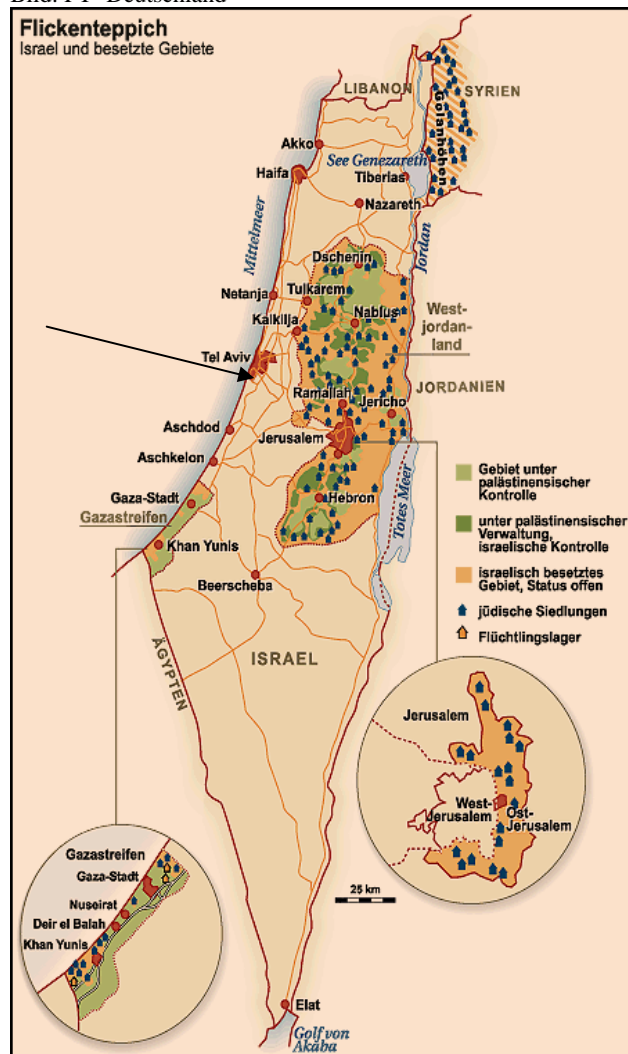 Flickenteppich
Israel und besetzte Gebiete
LIBANON
SYRIEN
Golanhöhen
Akko
See Genezareth
Haifa
Tiberias
Nazareth
Mittelmeer
Jordan
Dschenin
Netanja
Tulkarem
West-
jordan-
land
Kalkilja
Nablus
Tel Aviv
Ramallah
Jericho
JORDANIEN
Aschdod
Jerusalem
Aschkelon
Gaza-Stadt
Hebron
Totes Meer
Gazastreifen
Khan Yunis
Beerscheba
Gebiet unter
palästinensischer
Kontrolle
unter palästinensischer
Verwaltung,
israelische Kontrolle
israelisch besetztes
Gebiet, Status offen
jüdische Siedlungen
Flüchtlingslager
ÄGYPTEN
ISRAEL
Jerusalem
West-
Jerusalem
Ost-
Jerusalem
Gazastreifen
Gaza-Stadt
Nuseirat
Deir el Balah
Khan Yunis
25 km
Elat
Golf von
Akaba